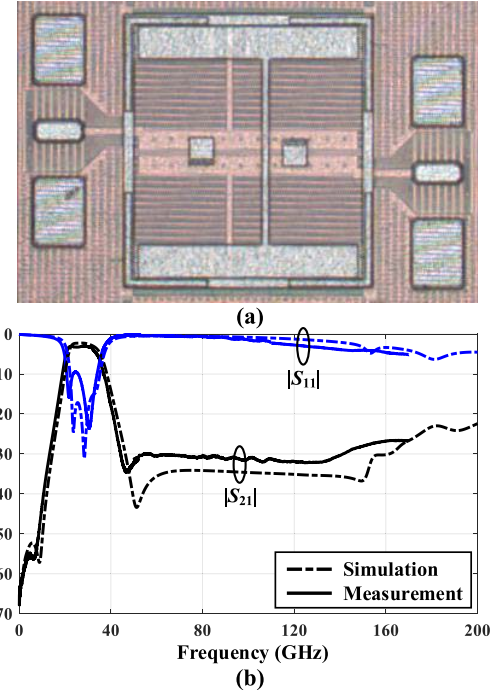 (a)
0
10
20
30
40
50
60
70
|S11|
|S21|
Simulation
Measurement
0 40 80 120 160 200
Frequency (GHz)
(b)